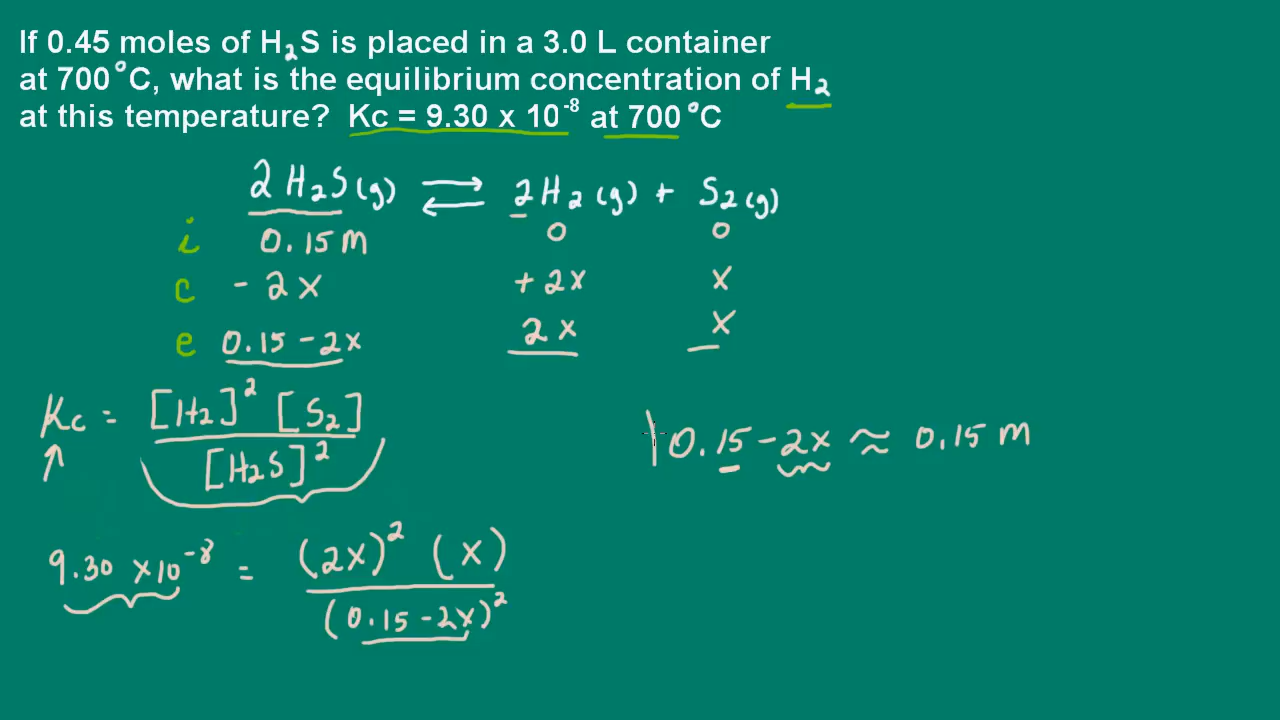 If 0.45 moles of H₂S is placed in a 3.0 L container
at 700 °C, what is the equilibrium concentration of H₂
at this temperature? Kc = 9.30 x 10⁻⁸ at 700 °C
2 H₂S(g) ⇌ 2H₂(g) + S₂(g)
i 0.15 M 0 0
c - 2x + 2x x
e 0.15 - 2x 2x x
Kc = [H₂]² [S₂] / [H₂S]²
0.15 - 2x ≈ 0.15 M
9.30 x 10⁻⁸ = (2x)² (x) / (0.15 - 2x)²